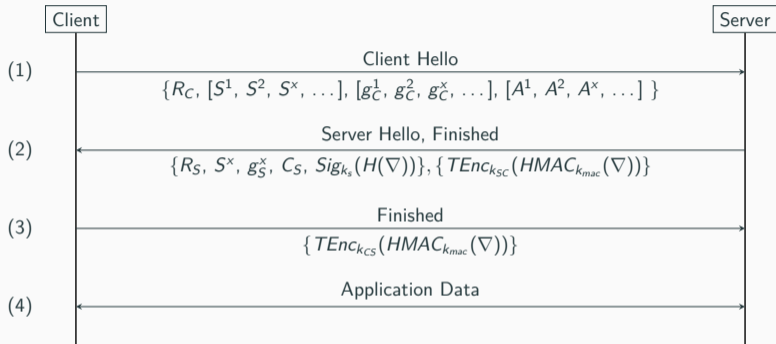 Client Server
(1) Client Hello
{R_C, [S^1, S^2, S^x, ...], [g_C^1, g_C^2, g_C^x, ...], [A^1, A^2, A^x, ...] }
(2) Server Hello, Finished
{R_S, S^x, g_S^x, C_S, Sig_{k_s}(H(∇))}, {TEnc_{k_{SC}}(HMAC_{k_{mac}}(∇))}
(3) Finished
{TEnc_{k_{CS}}(HMAC_{k_{mac}}(∇))}
(4) Application Data